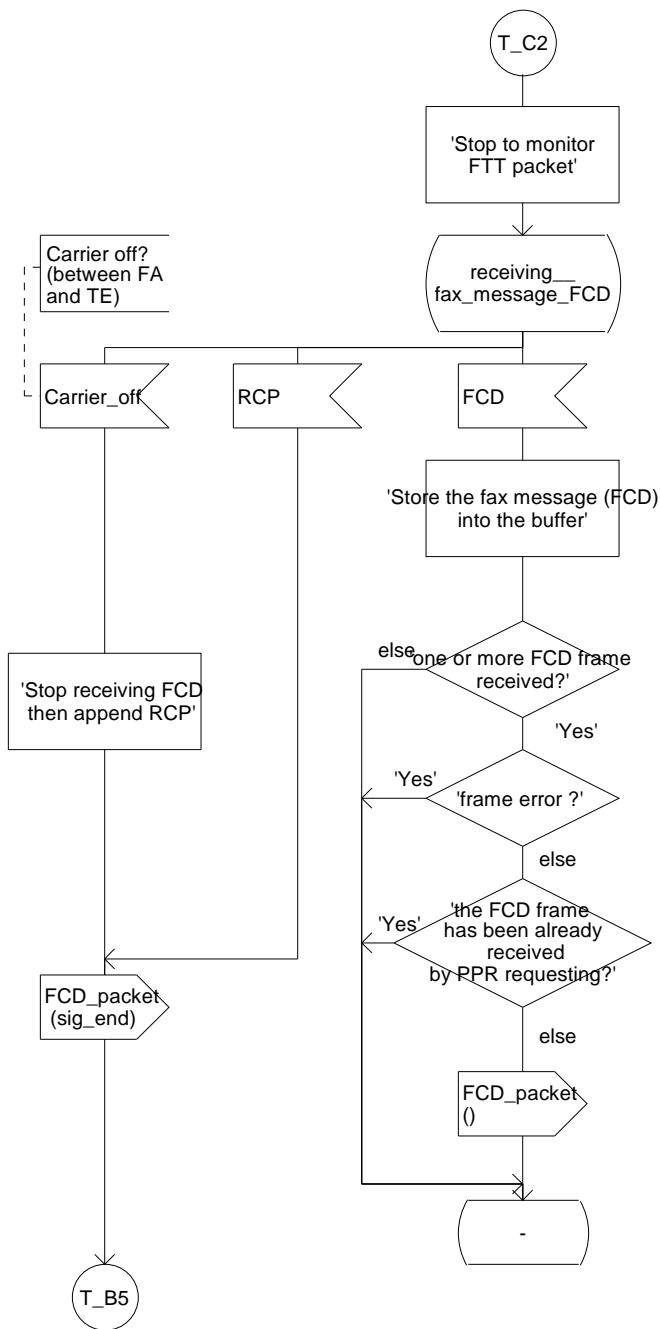 T_C2
'Stop to monitor
FTT packet'
Carrier off?
(between FA
and TE)
receiving__
fax_message_FCD
Carrier_off
RCP
FCD
'Store the fax message (FCD)
into the buffer'
else
'one or more FCD frame
received?'
'Yes'
'Stop receiving FCD
then append RCP'
'Yes'
'frame error ?'
else
'Yes'
'the FCD frame
has been already
received
by PPR requesting?'
else
FCD_packet
(sig_end)
FCD_packet
()
-
T_B5